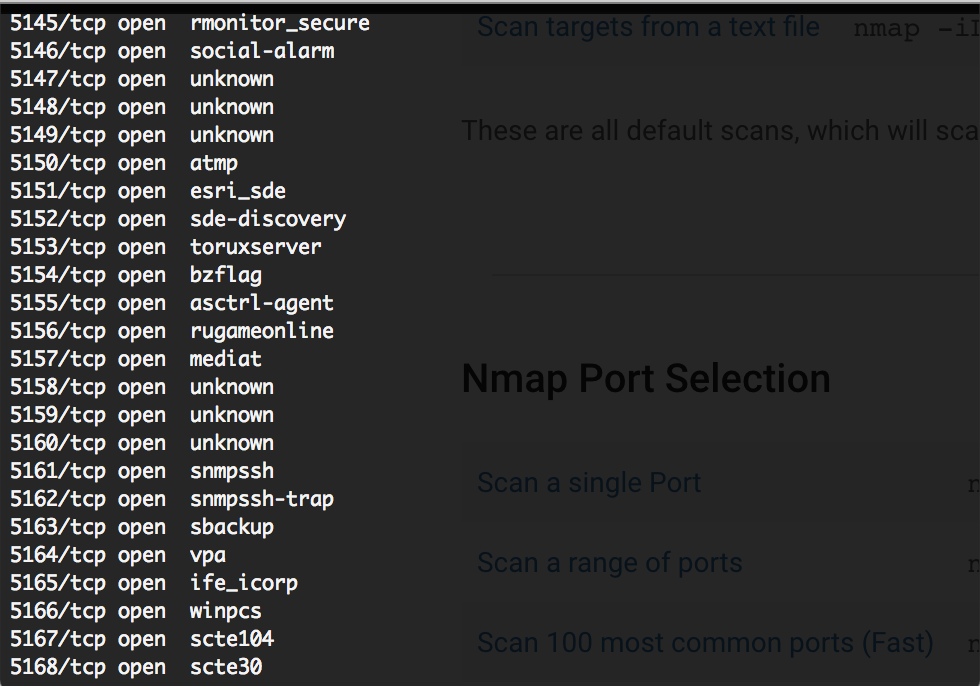 5145/tcp open rmonitor_secure
5146/tcp open social-alarm
5147/tcp open unknown
5148/tcp open unknown
5149/tcp open unknown
5150/tcp open atmp
5151/tcp open esri_sde
5152/tcp open sde-discovery
5153/tcp open toruxserver
5154/tcp open bzflag
5155/tcp open asctrl-agent
5156/tcp open rugameonline
5157/tcp open mediat
5158/tcp open unknown
5159/tcp open unknown
5160/tcp open unknown
5161/tcp open snmpssh
5162/tcp open snmpssh-trap
5163/tcp open sbackup
5164/tcp open vpa
5165/tcp open ife_icorp
5166/tcp open winpcs
5167/tcp open scte104
5168/tcp open scte30
Scan targets from a text file nmap -iL
These are all default scans, which will sca
Nmap Port Selection
Scan a single Port n
Scan a range of ports n
Scan 100 most common ports (Fast) n